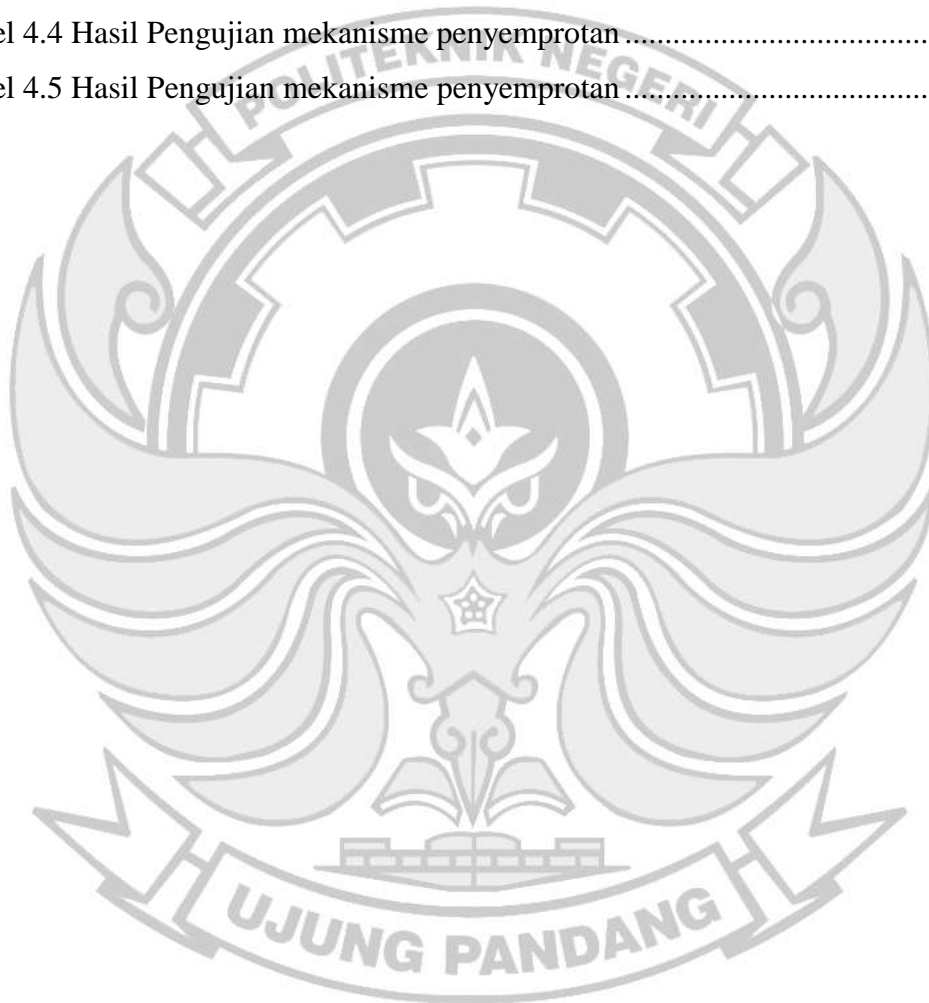 el 4.4 Hasil Pengujian mekanisme penyemprotan ..................................
el 4.5 Hasil Pengujian mekanisme penyemprotan ..................................
POLITEKNIK NEGERI
UJUNG PANDANG